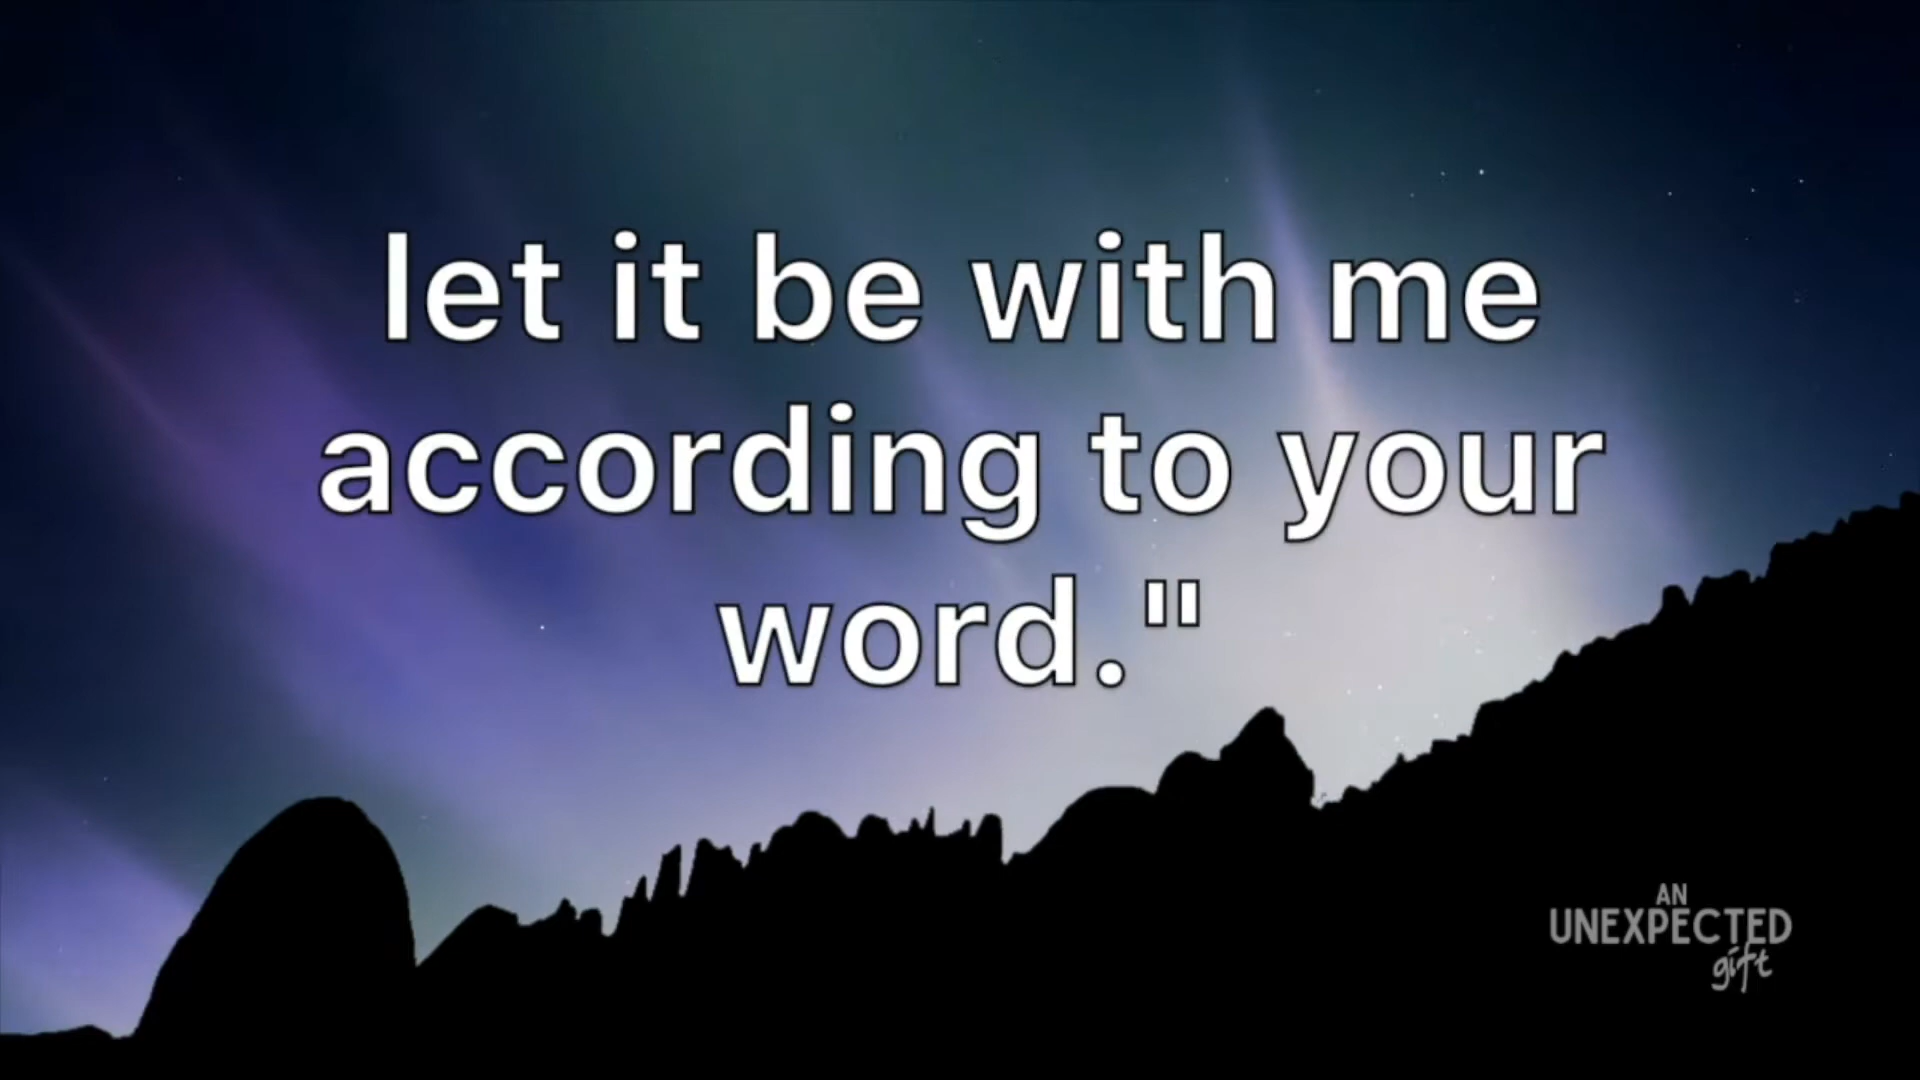 let it be with me
according to your
word."
AN
UNEXPECTED
gift